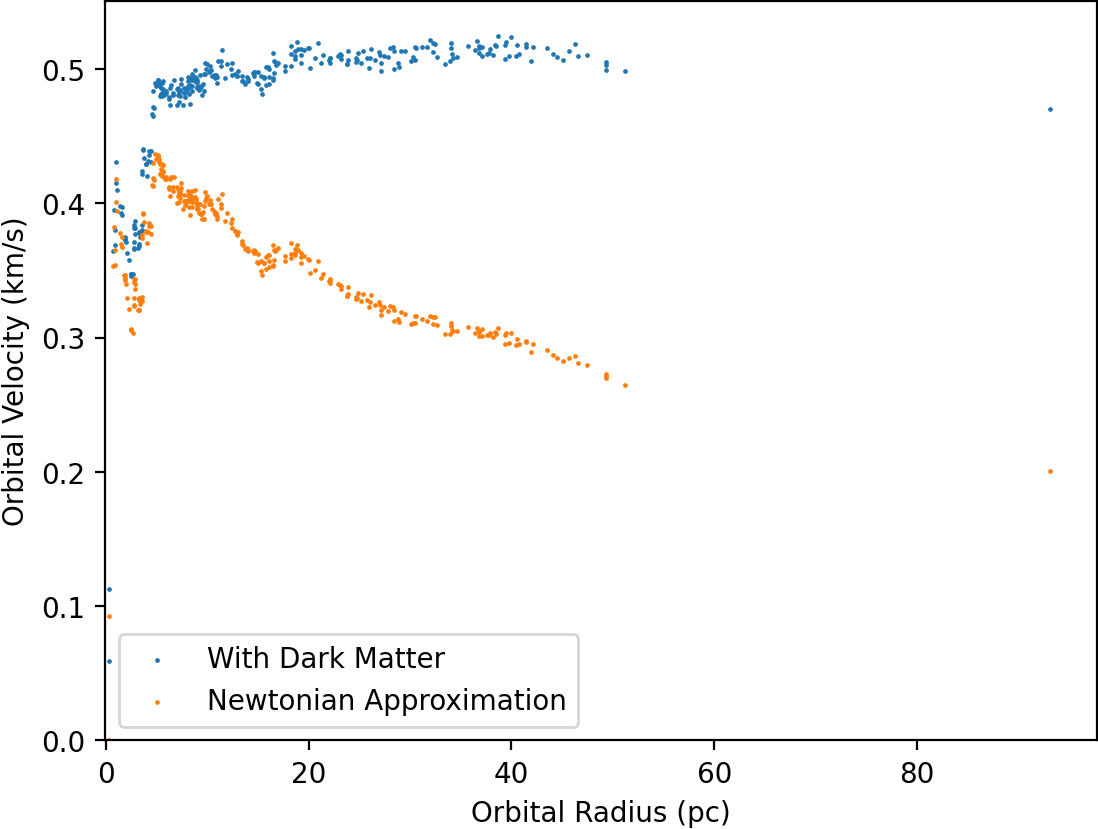 0.5
0.4
0.3
0.2
0.1
0.0
Orbital Velocity (km/s)
With Dark Matter
Newtonian Approximation
0 20 40 60 80
Orbital Radius (pc)